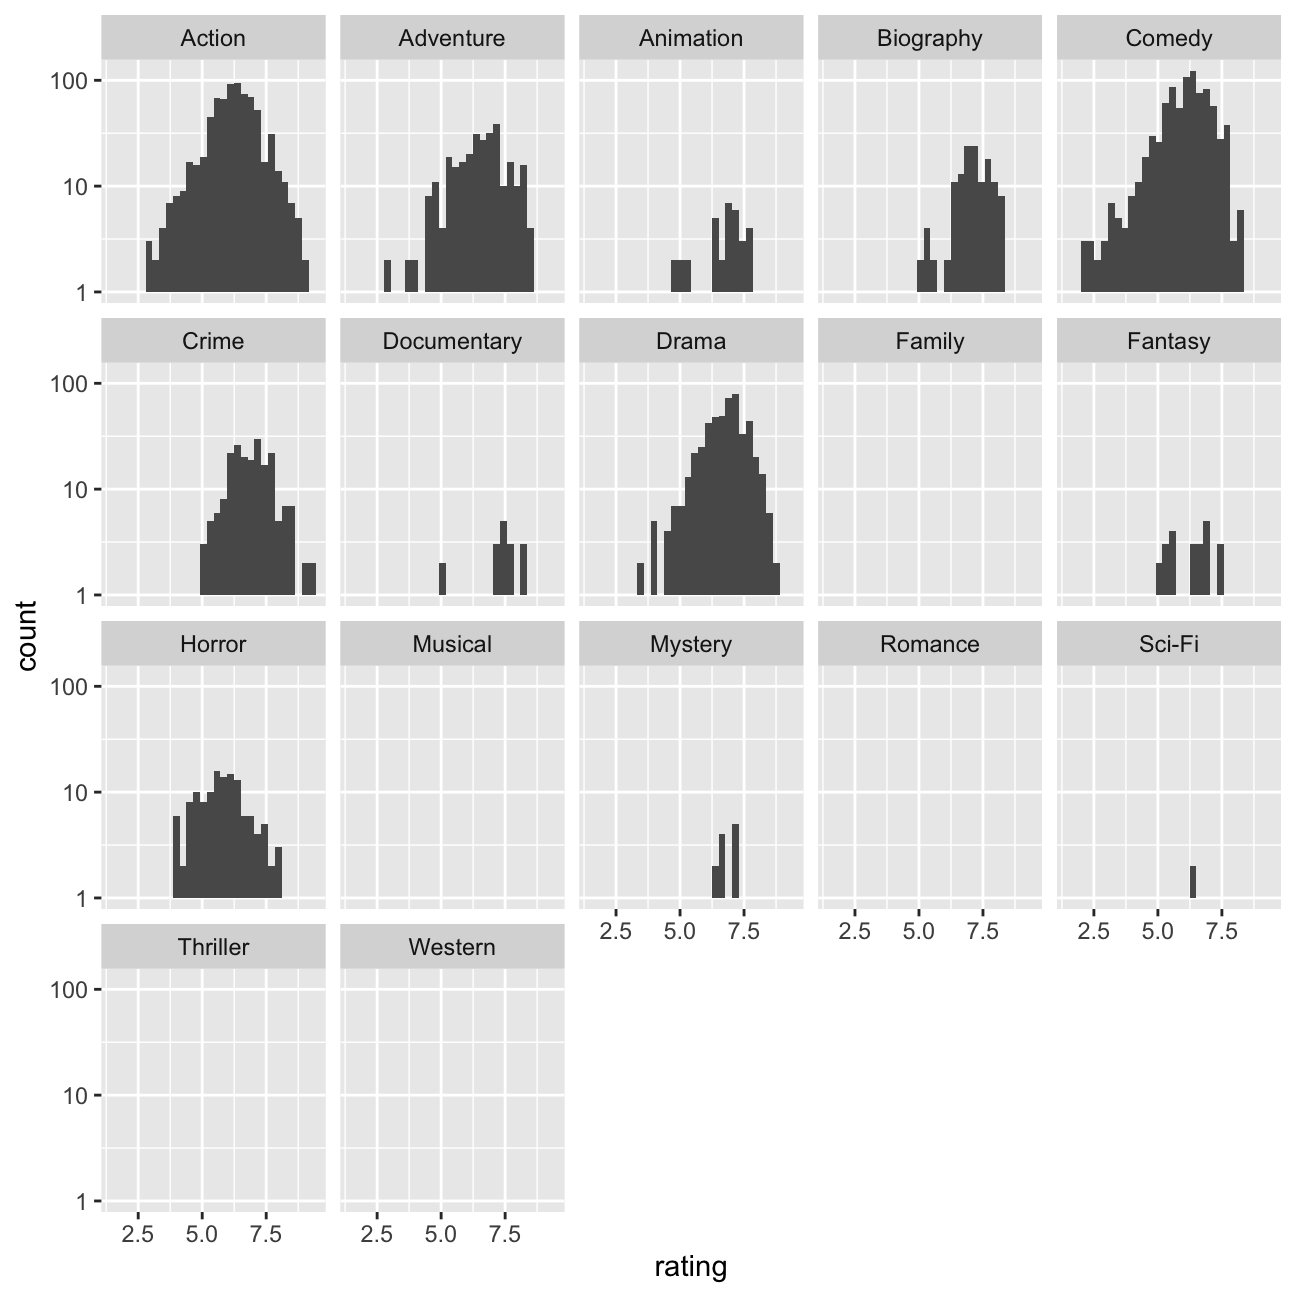 Action Adventure Animation Biography Comedy
100
10
1
Crime Documentary Drama Family Fantasy
100
10
1
count
Horror Musical Mystery Romance Sci-Fi
100
10
1
2.5 5.0 7.5 2.5 5.0 7.5 2.5 5.0 7.5
Thriller Western
100
10
1
2.5 5.0 7.5 2.5 5.0 7.5
rating